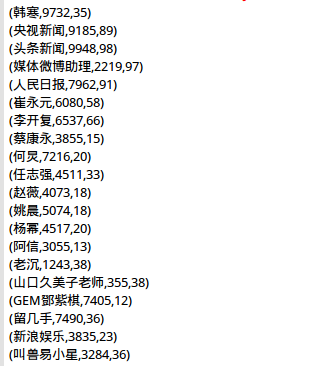 (韩寒,9732,35)
(央视新闻,9185,89)
(头条新闻,9948,98)
(媒体微博助理,2219,97)
(人民日报,7962,91)
(崔永元,6080,58)
(李开复,6537,66)
(蔡康永,3855,15)
(何炅,7216,20)
(任志强,4511,33)
(赵薇,4073,18)
(姚晨,5074,18)
(杨幂,4517,20)
(阿信,3055,13)
(老沉,1243,38)
(山口久美子老师,355,38)
(GEM鄧紫棋,7405,12)
(留几手,7490,36)
(新浪娱乐,3835,23)
(叫兽易小星,3284,36)